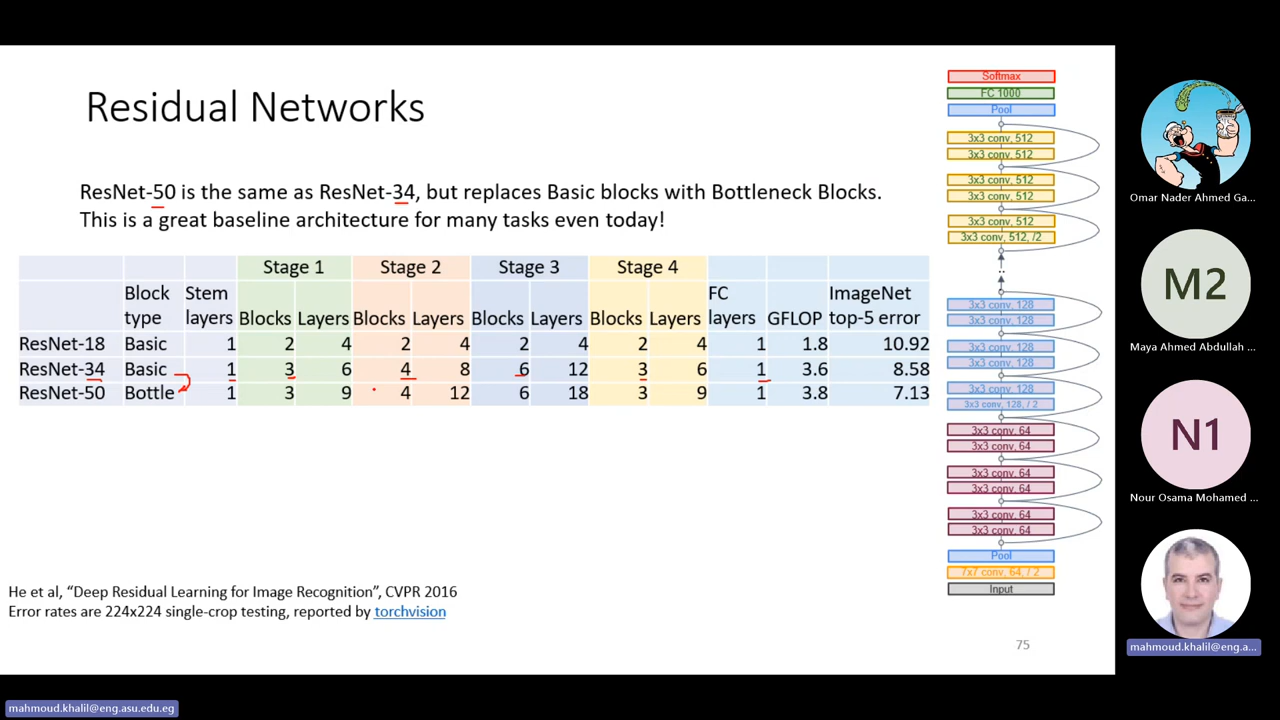 Residual Networks
ResNet-50 is the same as ResNet-34, but replaces Basic blocks with Bottleneck Blocks.
This is a great baseline architecture for many tasks even today!
Stage 1 Stage 2 Stage 3 Stage 4
Block type Stem layers Blocks Layers Blocks Layers Blocks Layers Blocks Layers FC layers GFLOP ImageNet top-5 error
ResNet-18 Basic 1 2 4 2 4 2 4 2 4 1 1.8 10.92
ResNet-34 Basic 1 3 6 4 8 6 12 3 6 1 3.6 8.58
ResNet-50 Bottle 1 3 9 4 12 6 18 3 9 1 3.8 7.13
He et al, “Deep Residual Learning for Image Recognition”, CVPR 2016
Error rates are 224x224 single-crop testing, reported by torchvision
75
Softmax
FC 1000
Pool
3x3 conv, 512
3x3 conv, 512
3x3 conv, 512
3x3 conv, 512
3x3 conv, 512
3x3 conv, 512, /2
..
3x3 conv, 128
3x3 conv, 128
3x3 conv, 128
3x3 conv, 128
3x3 conv, 128
3x3 conv, 128, / 2
3x3 conv, 64
3x3 conv, 64
3x3 conv, 64
3x3 conv, 64
3x3 conv, 64
3x3 conv, 64
Pool
7x7 conv, 64, / 2
Input
Omar Nader Ahmed Ga...
M2
Maya Ahmed Abdullah ...
N1
Nour Osama Mohamed ...
mahmoud.khalil@eng.a...
mahmoud.khalil@eng.asu.edu.eg